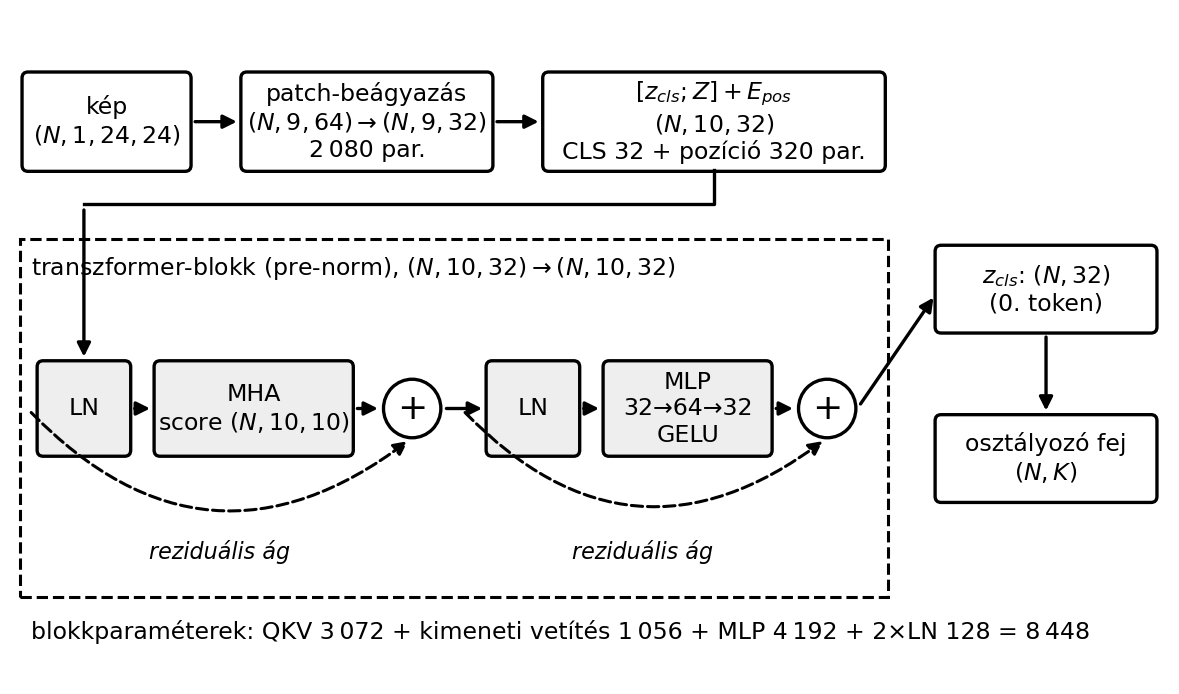 kép
(N, 1, 24, 24)
patch-beágyazás
(N, 9, 64) → (N, 9, 32)
2 080 par.
[z_cls; Z] + E_pos
(N, 10, 32)
CLS 32 + pozíció 320 par.
transzformer-blokk (pre-norm), (N, 10, 32) → (N, 10, 32)
LN
MHA
score (N, 10, 10)
+
LN
MLP
32→64→32
GELU
+
reziduális ág
reziduális ág
z_cls: (N, 32)
(0. token)
osztályozó fej
(N, K)
blokkparaméterek: QKV 3 072 + kimeneti vetítés 1 056 + MLP 4 192 + 2×LN 128 = 8 448